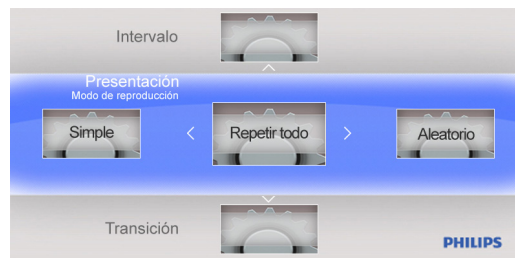 Intervalo
Presentación
Modo de reproducción
Simple
Repetir todo
Aleatorio
Transición
PHILIPS